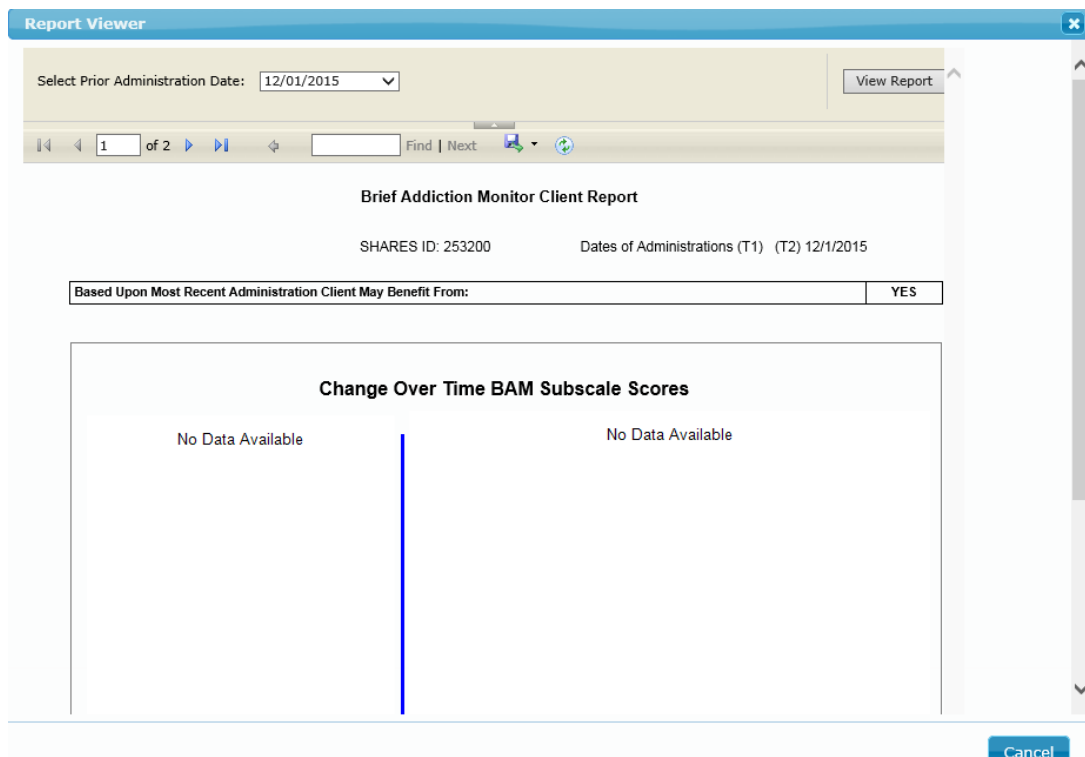 Report Viewer
Select Prior Administration Date: 12/01/2015 View Report
1 of 2 Find | Next
Brief Addiction Monitor Client Report
SHARES ID: 253200 Dates of Administrations (T1) (T2) 12/1/2015
Based Upon Most Recent Administration Client May Benefit From: YES
Change Over Time BAM Subscale Scores
No Data Available No Data Available
Cancel